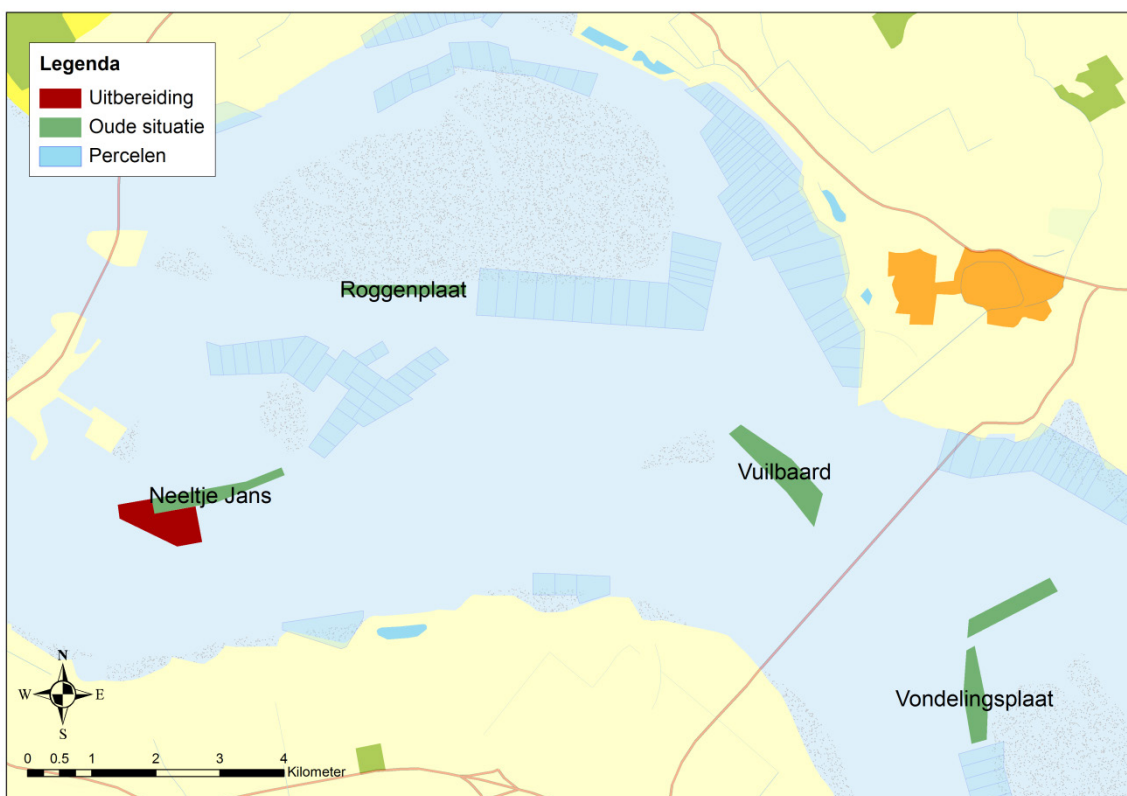 Legenda
Uitbereiding
Oude situatie
Percelen
Roggenplaat
Vuilbaard
Neeltje Jans
Vondelingsplaat
N
W E
S
0 0.5 1 2 3 4
Kilometer